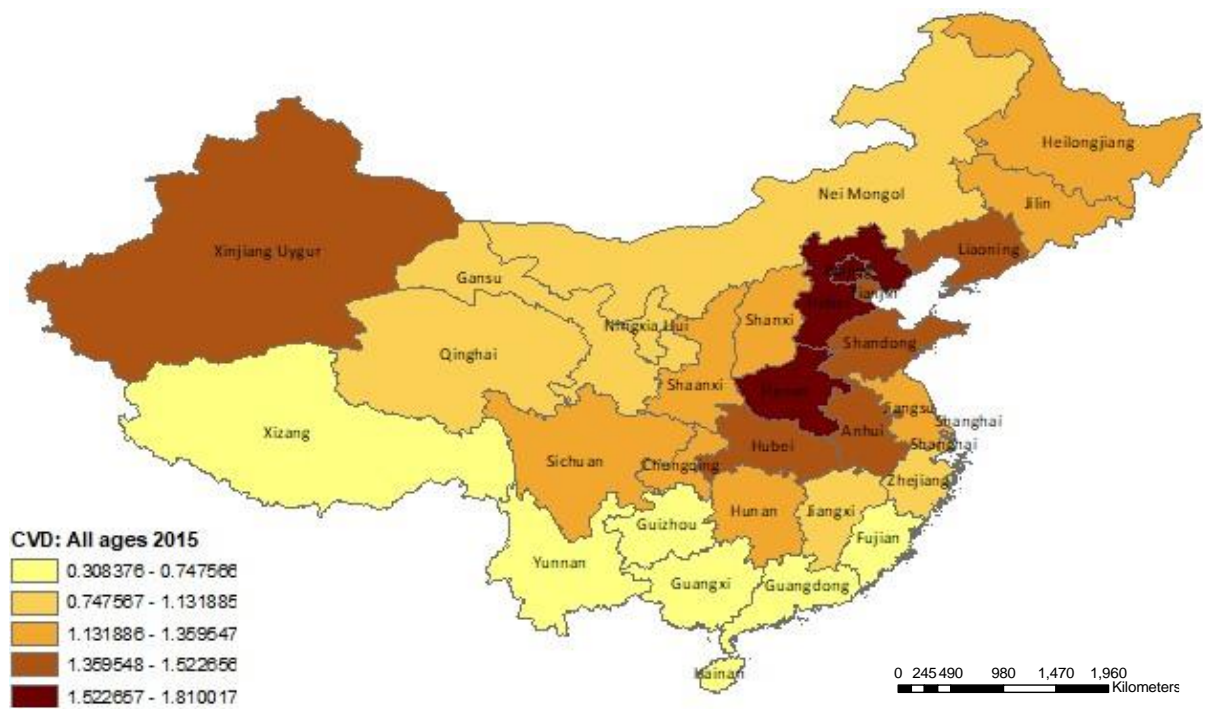 Heilongjiang
Nei Mongol
Jilin
Xinjiang Uygur
Liaoning
Gansu
Tianjin
Ningxia Hui
Shanxi
Shandong
Qinghai
Shaanxi
Jiangsu
Shanghai
Xizang
Anhui
Hubei
Shanghai
Sichuan
Chongqing
Zhejiang
Hunan
Jiangxi
Guizhou
Fujian
Yunnan
Guangxi
Guangdong
Hainan
CVD: All ages 2015
0.308376 - 0.747566
0.747567 - 1.131885
1.131886 - 1.359547
1.359548 - 1.522656
1.522657 - 1.810017
0 245 490 980 1,470 1,960
Kilometers